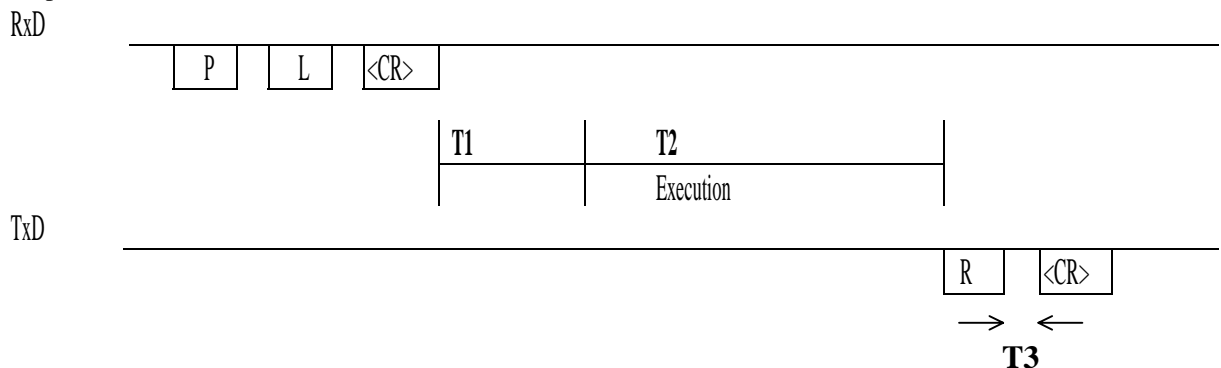 RxD
P L <CR>
T1 T2
Execution
TxD
R <CR>
T3